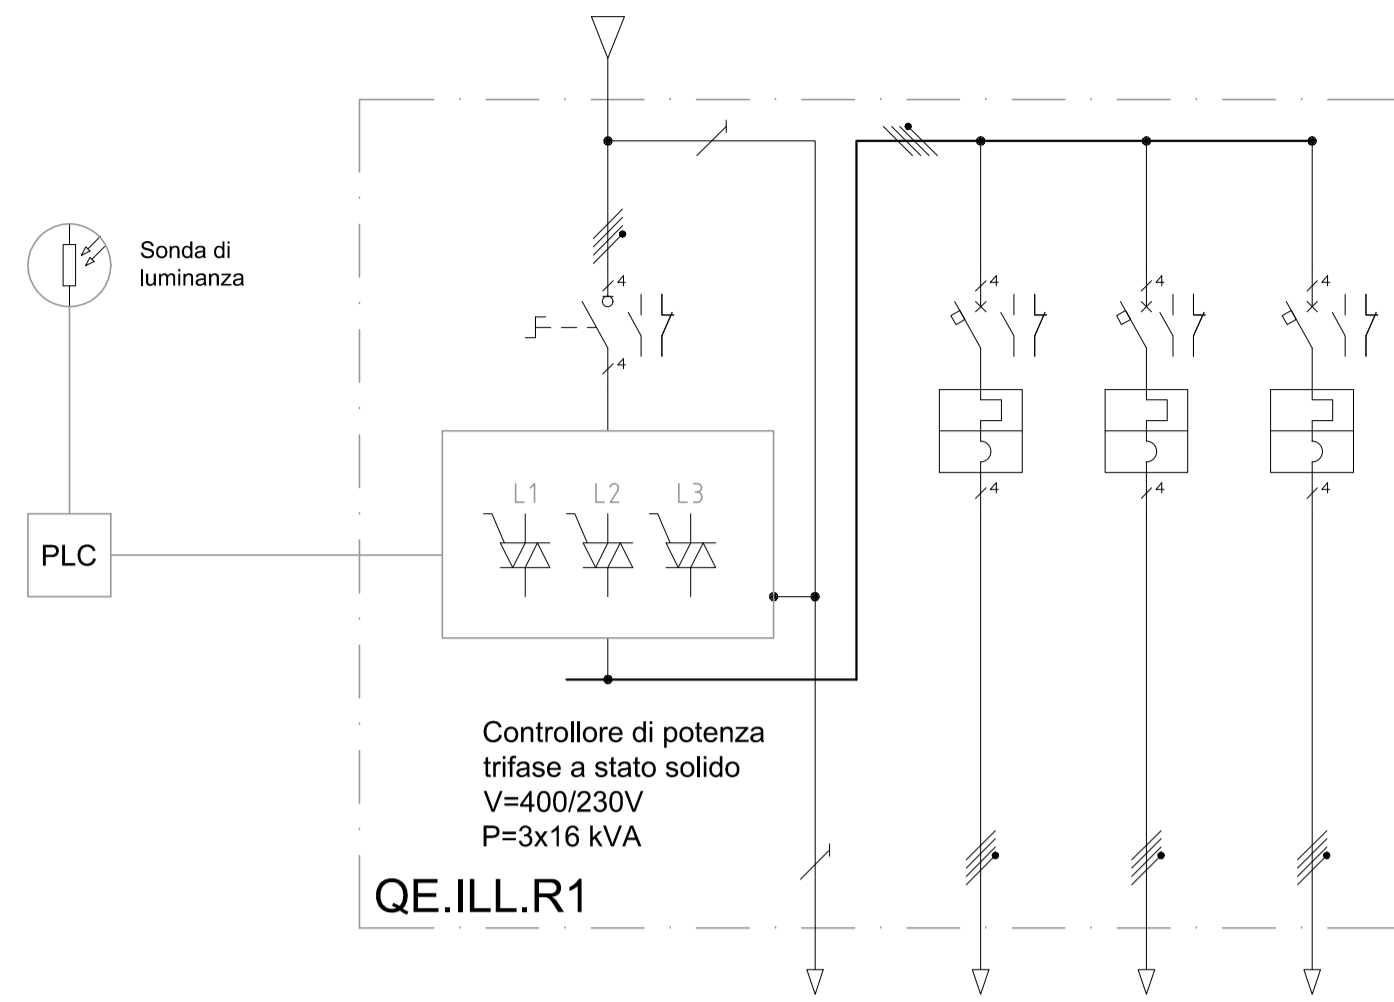 Sonda di
luminanza
4
4
4
4
4
4
4
4
L1 L2 L3
PLC
Controllore di potenza
trifase a stato solido
V=400/230V
P=3x16 kVA
QE.ILL.R1